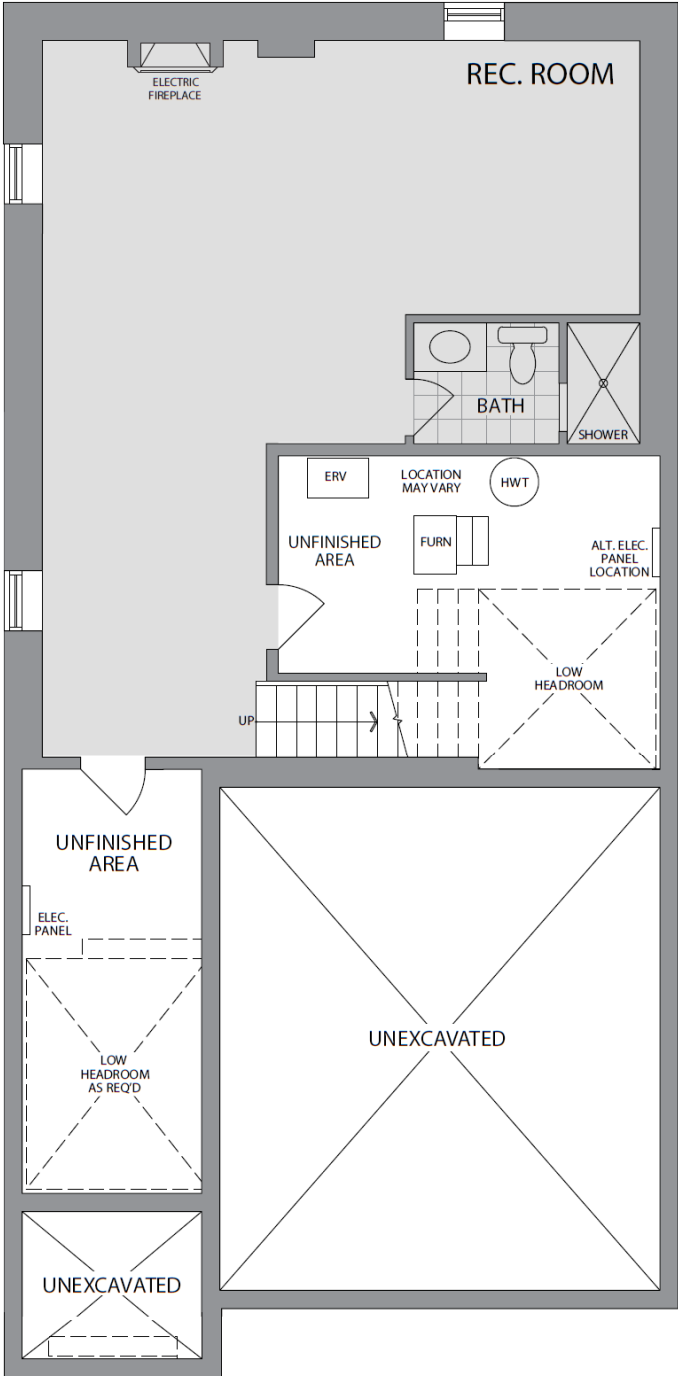 REC. ROOM
ELECTRIC
FIREPLACE
BATH
SHOWER
ERV
LOCATION
MAY VARY
HWT
UNFINISHED
AREA
FURN
ALT. ELEC.
PANEL
LOCATION
LOW
HEADROOM
UP
UNFINISHED
AREA
ELEC.
PANEL
LOW
HEADROOM
AS REQ'D
UNEXCAVATED
UNEXCAVATED